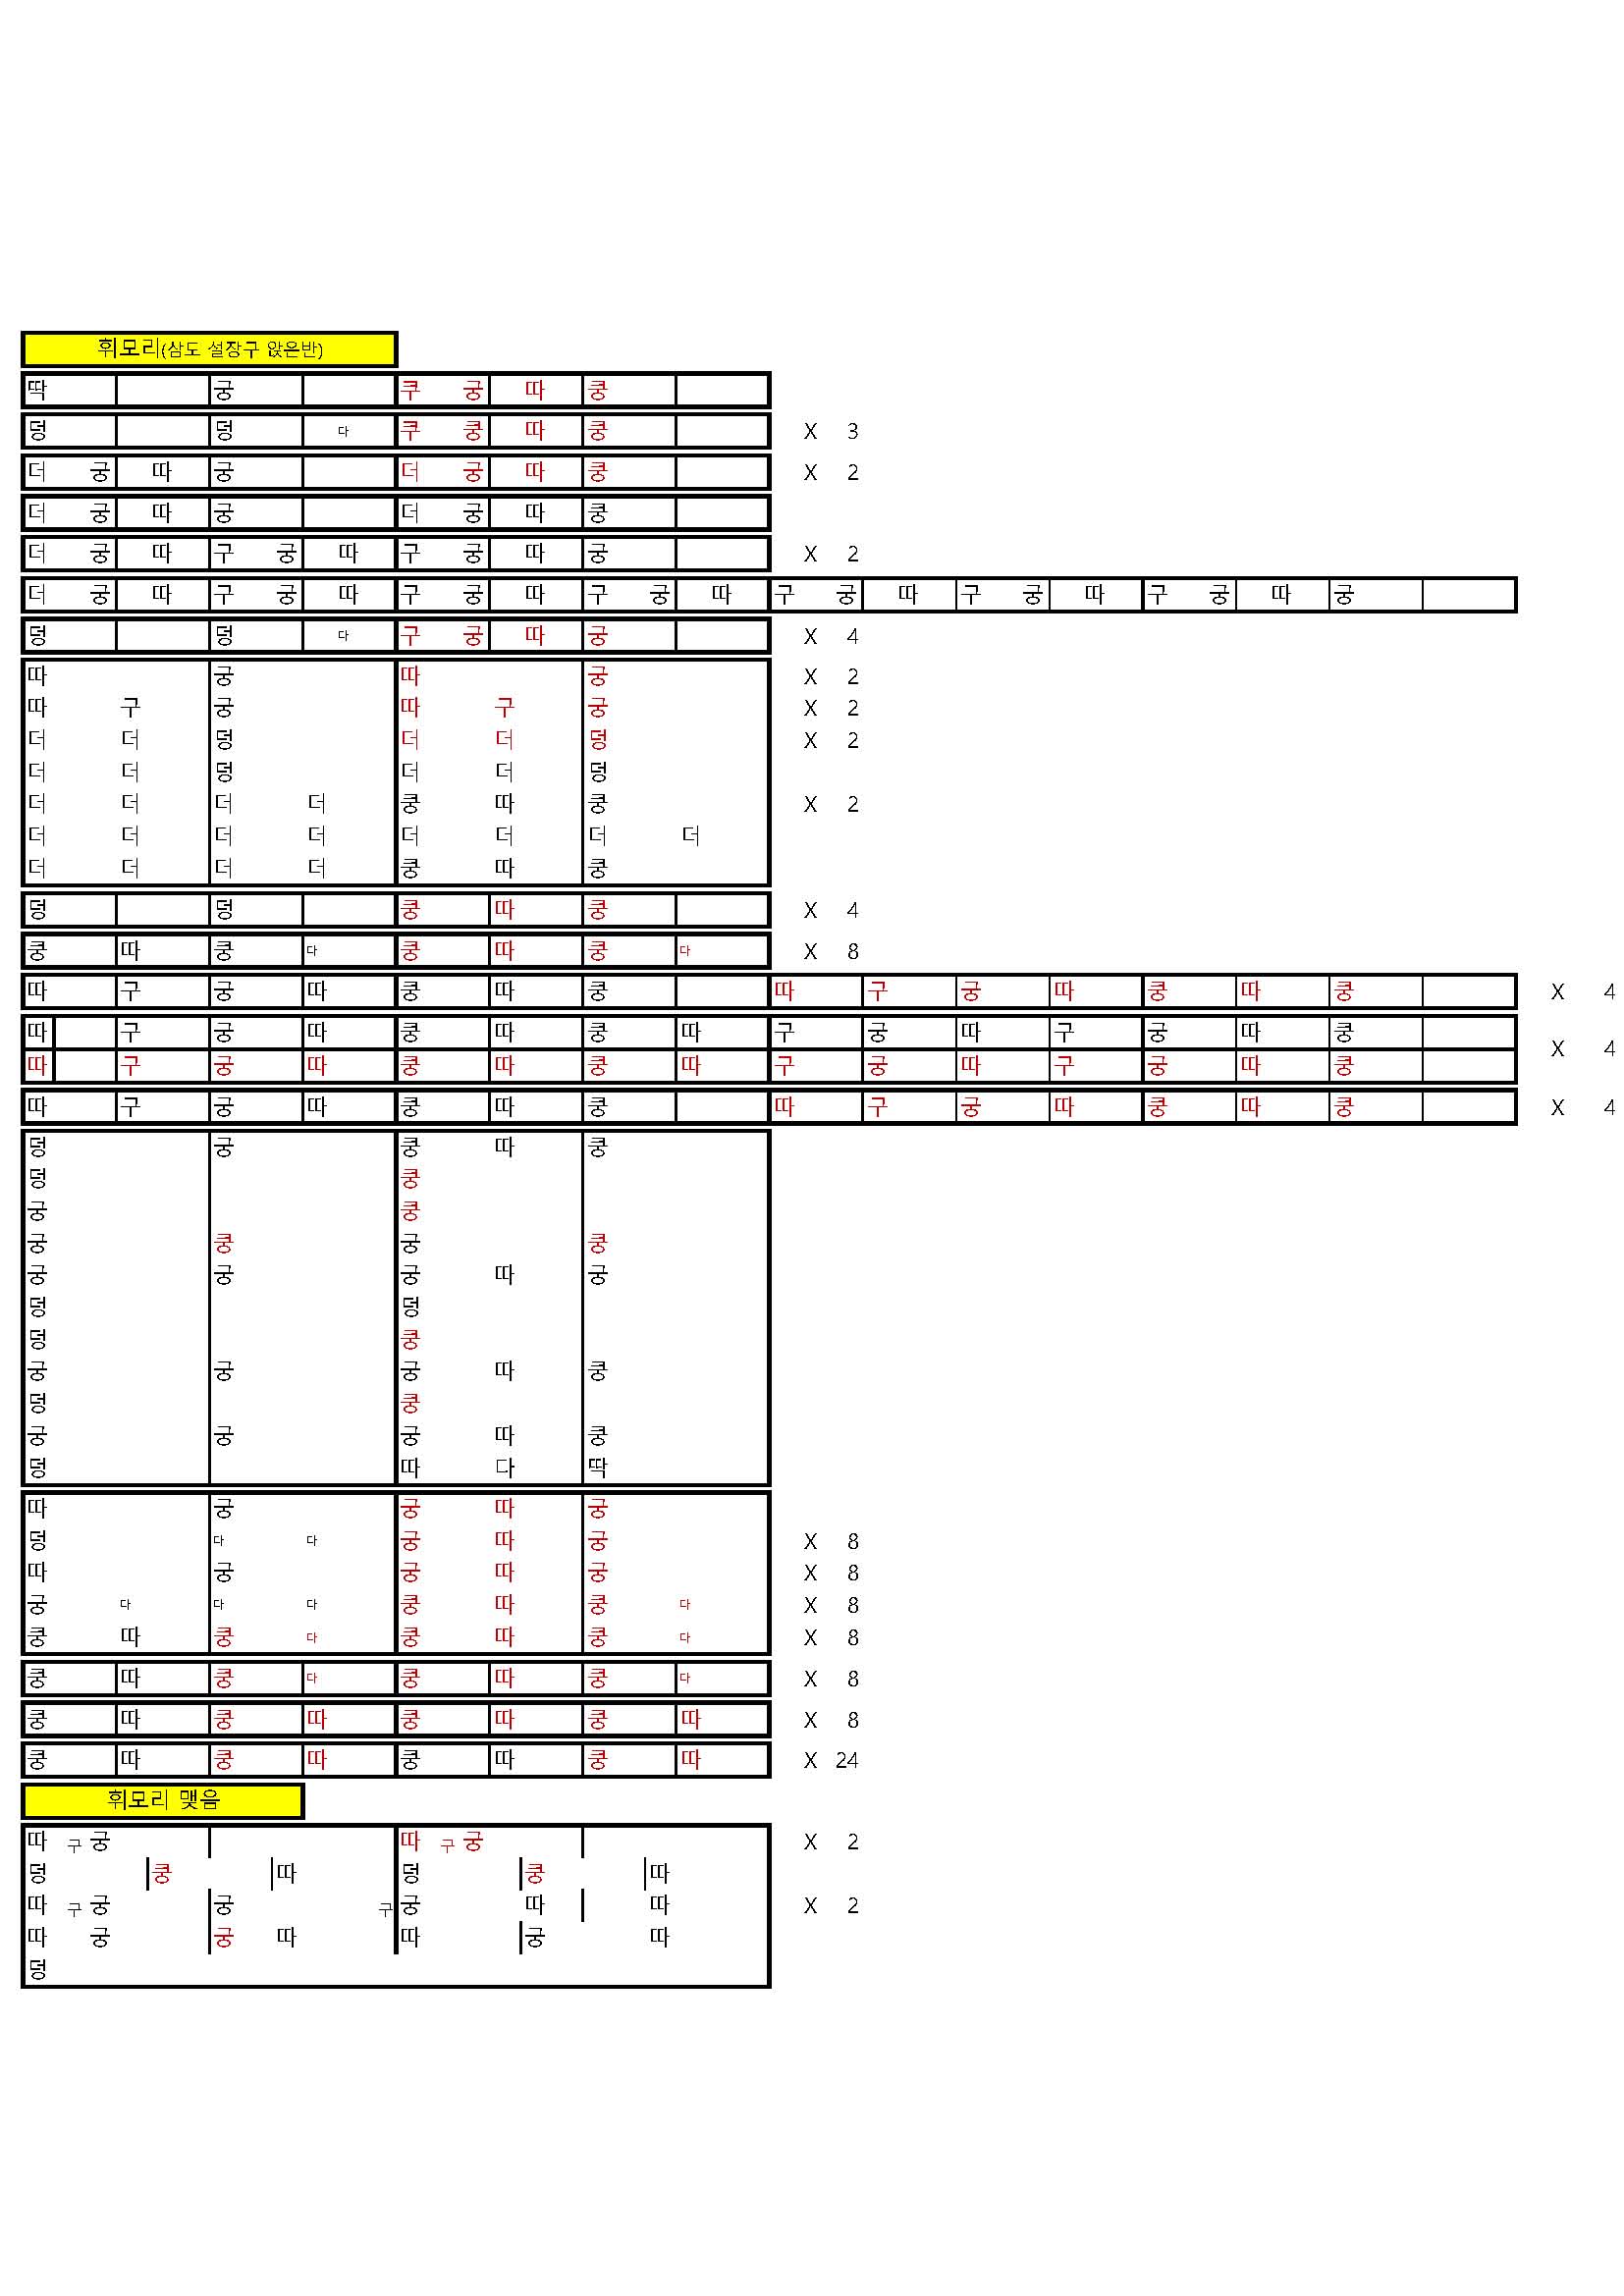 휘모리(삼도 설장구 앉은반)
딱 궁 쿠 궁 따 쿵
덩 덩 다 쿠 쿵 따 쿵 X 3
더 궁 따 궁 더 궁 따 쿵 X 2
더 궁 따 궁 더 궁 따 쿵
더 궁 따 구 궁 따 구 궁 따 궁 X 2
더 궁 따 구 궁 따 구 궁 따 구 궁 따 구 궁 따 구 궁 따 구 궁 따 궁
덩 덩 다 구 궁 따 궁 X 4
따 궁 따 궁 X 2
따 구 궁 따 구 궁 X 2
더 더 덩 더 더 덩 X 2
더 더 덩 더 더 덩
더 더 더 더 쿵 따 쿵 X 2
더 더 더 더 더 더 더 더
더 더 더 더 쿵 따 쿵
덩 덩 쿵 따 쿵 X 4
쿵 따 쿵 다 쿵 따 쿵 다 X 8
따 구 궁 따 쿵 따 쿵 따 구 궁 따 쿵 따 쿵 X 4
따 구 궁 따 쿵 따 쿵 따 구 궁 따 구 궁 따 쿵
따 구 궁 따 쿵 따 쿵 따 구 궁 따 구 궁 따 쿵 X 4
따 구 궁 따 쿵 따 쿵 따 구 궁 따 쿵 따 쿵 X 4
덩 궁 쿵 따 쿵
덩 쿵
궁 쿵
궁 쿵 궁 쿵
궁 궁 궁 따 궁
덩 덩
덩 쿵
궁 궁 궁 따 쿵
덩 쿵
궁 궁 궁 따 쿵
덩 따 다 딱
따 궁 궁 따 궁
덩 다 다 궁 따 궁 X 8
따 궁 궁 따 궁 X 8
궁 다 다 다 쿵 따 쿵 다 X 8
쿵 따 쿵 다 쿵 따 쿵 다 X 8
쿵 따 쿵 다 쿵 따 쿵 다 X 8
쿵 따 쿵 따 쿵 따 쿵 따 X 8
쿵 따 쿵 따 쿵 따 쿵 따 X 24
휘모리 맺음
따 구 궁 따 구 궁 X 2
덩 쿵 따 덩 쿵 따
따 구 궁 궁 구 궁 따 따 X 2
따 궁 궁 따 따 궁 따
덩